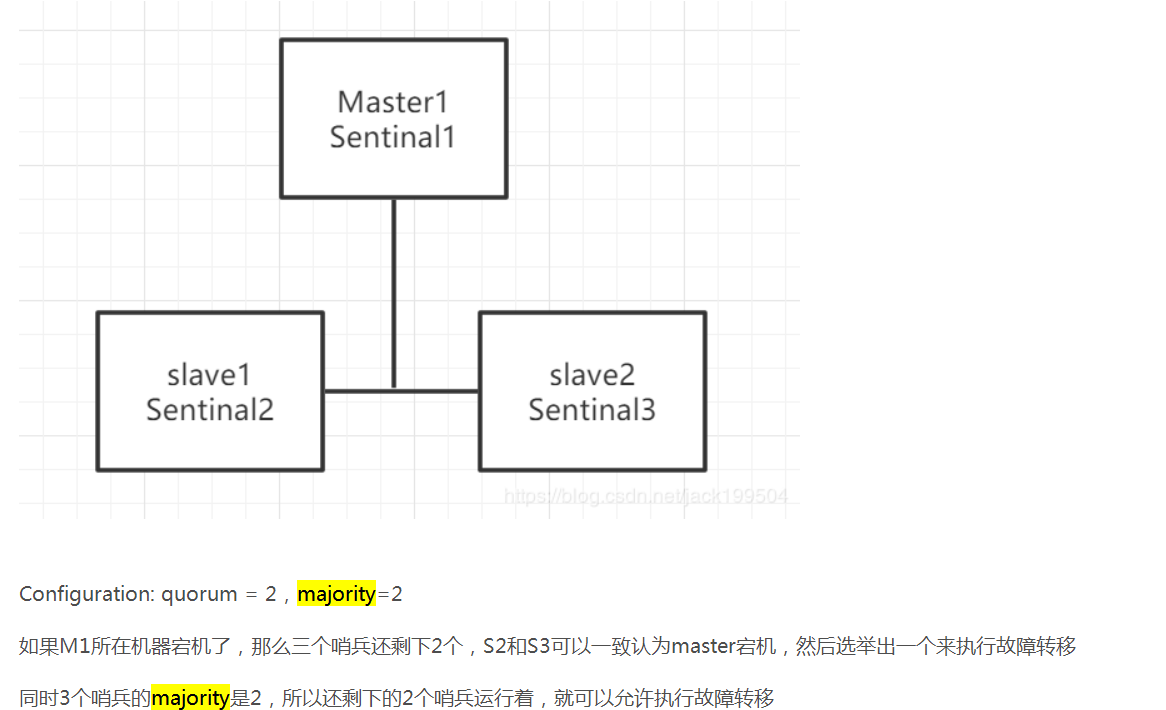 Master1
Sentinal1
slave1
Sentinal2
slave2
Sentinal3
https://blog.csdn.net/jack199504
Configuration: quorum = 2，majority=2
如果M1所在机器宕机了，那么三个哨兵还剩下2个，S2和S3可以一致认为master宕机，然后选举出一个来执行故障转移
同时3个哨兵的majority是2，所以还剩下的2个哨兵运行着，就可以允许执行故障转移